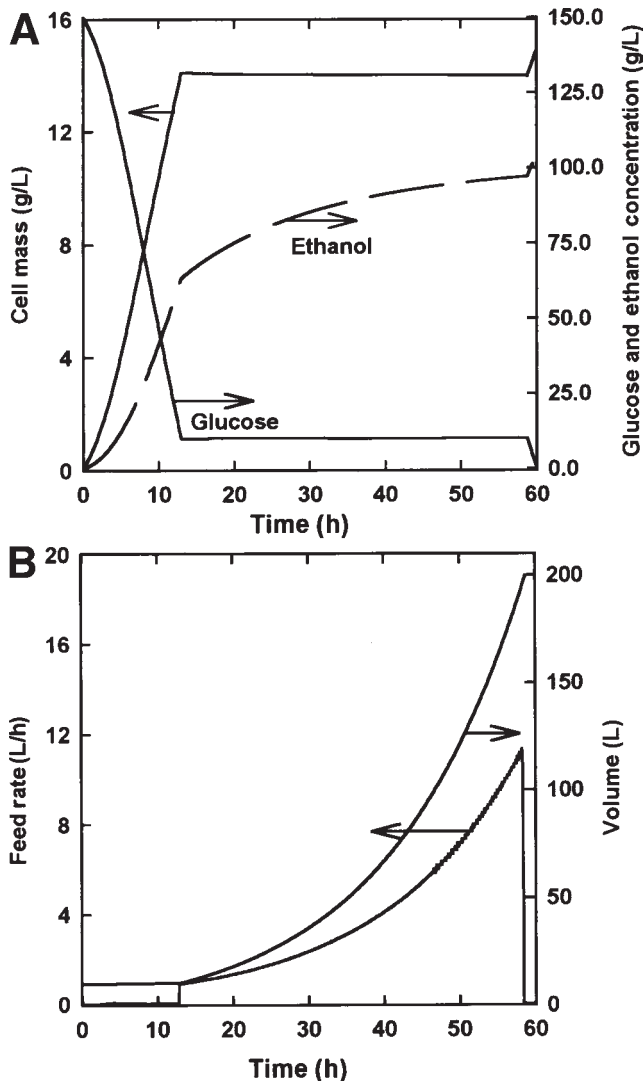 A
16
12
8
4
0
Cell mass (g/L)
150.0
125.0
100.0
75.0
50.0
25.0
0.0
Glucose and ethanol concentration (g/L)
Ethanol
Glucose
0 10 20 30 40 50 60
Time (h)
B
20
16
12
8
4
0
Feed rate (L/h)
200
150
100
50
0
Volume (L)
0 10 20 30 40 50 60
Time (h)